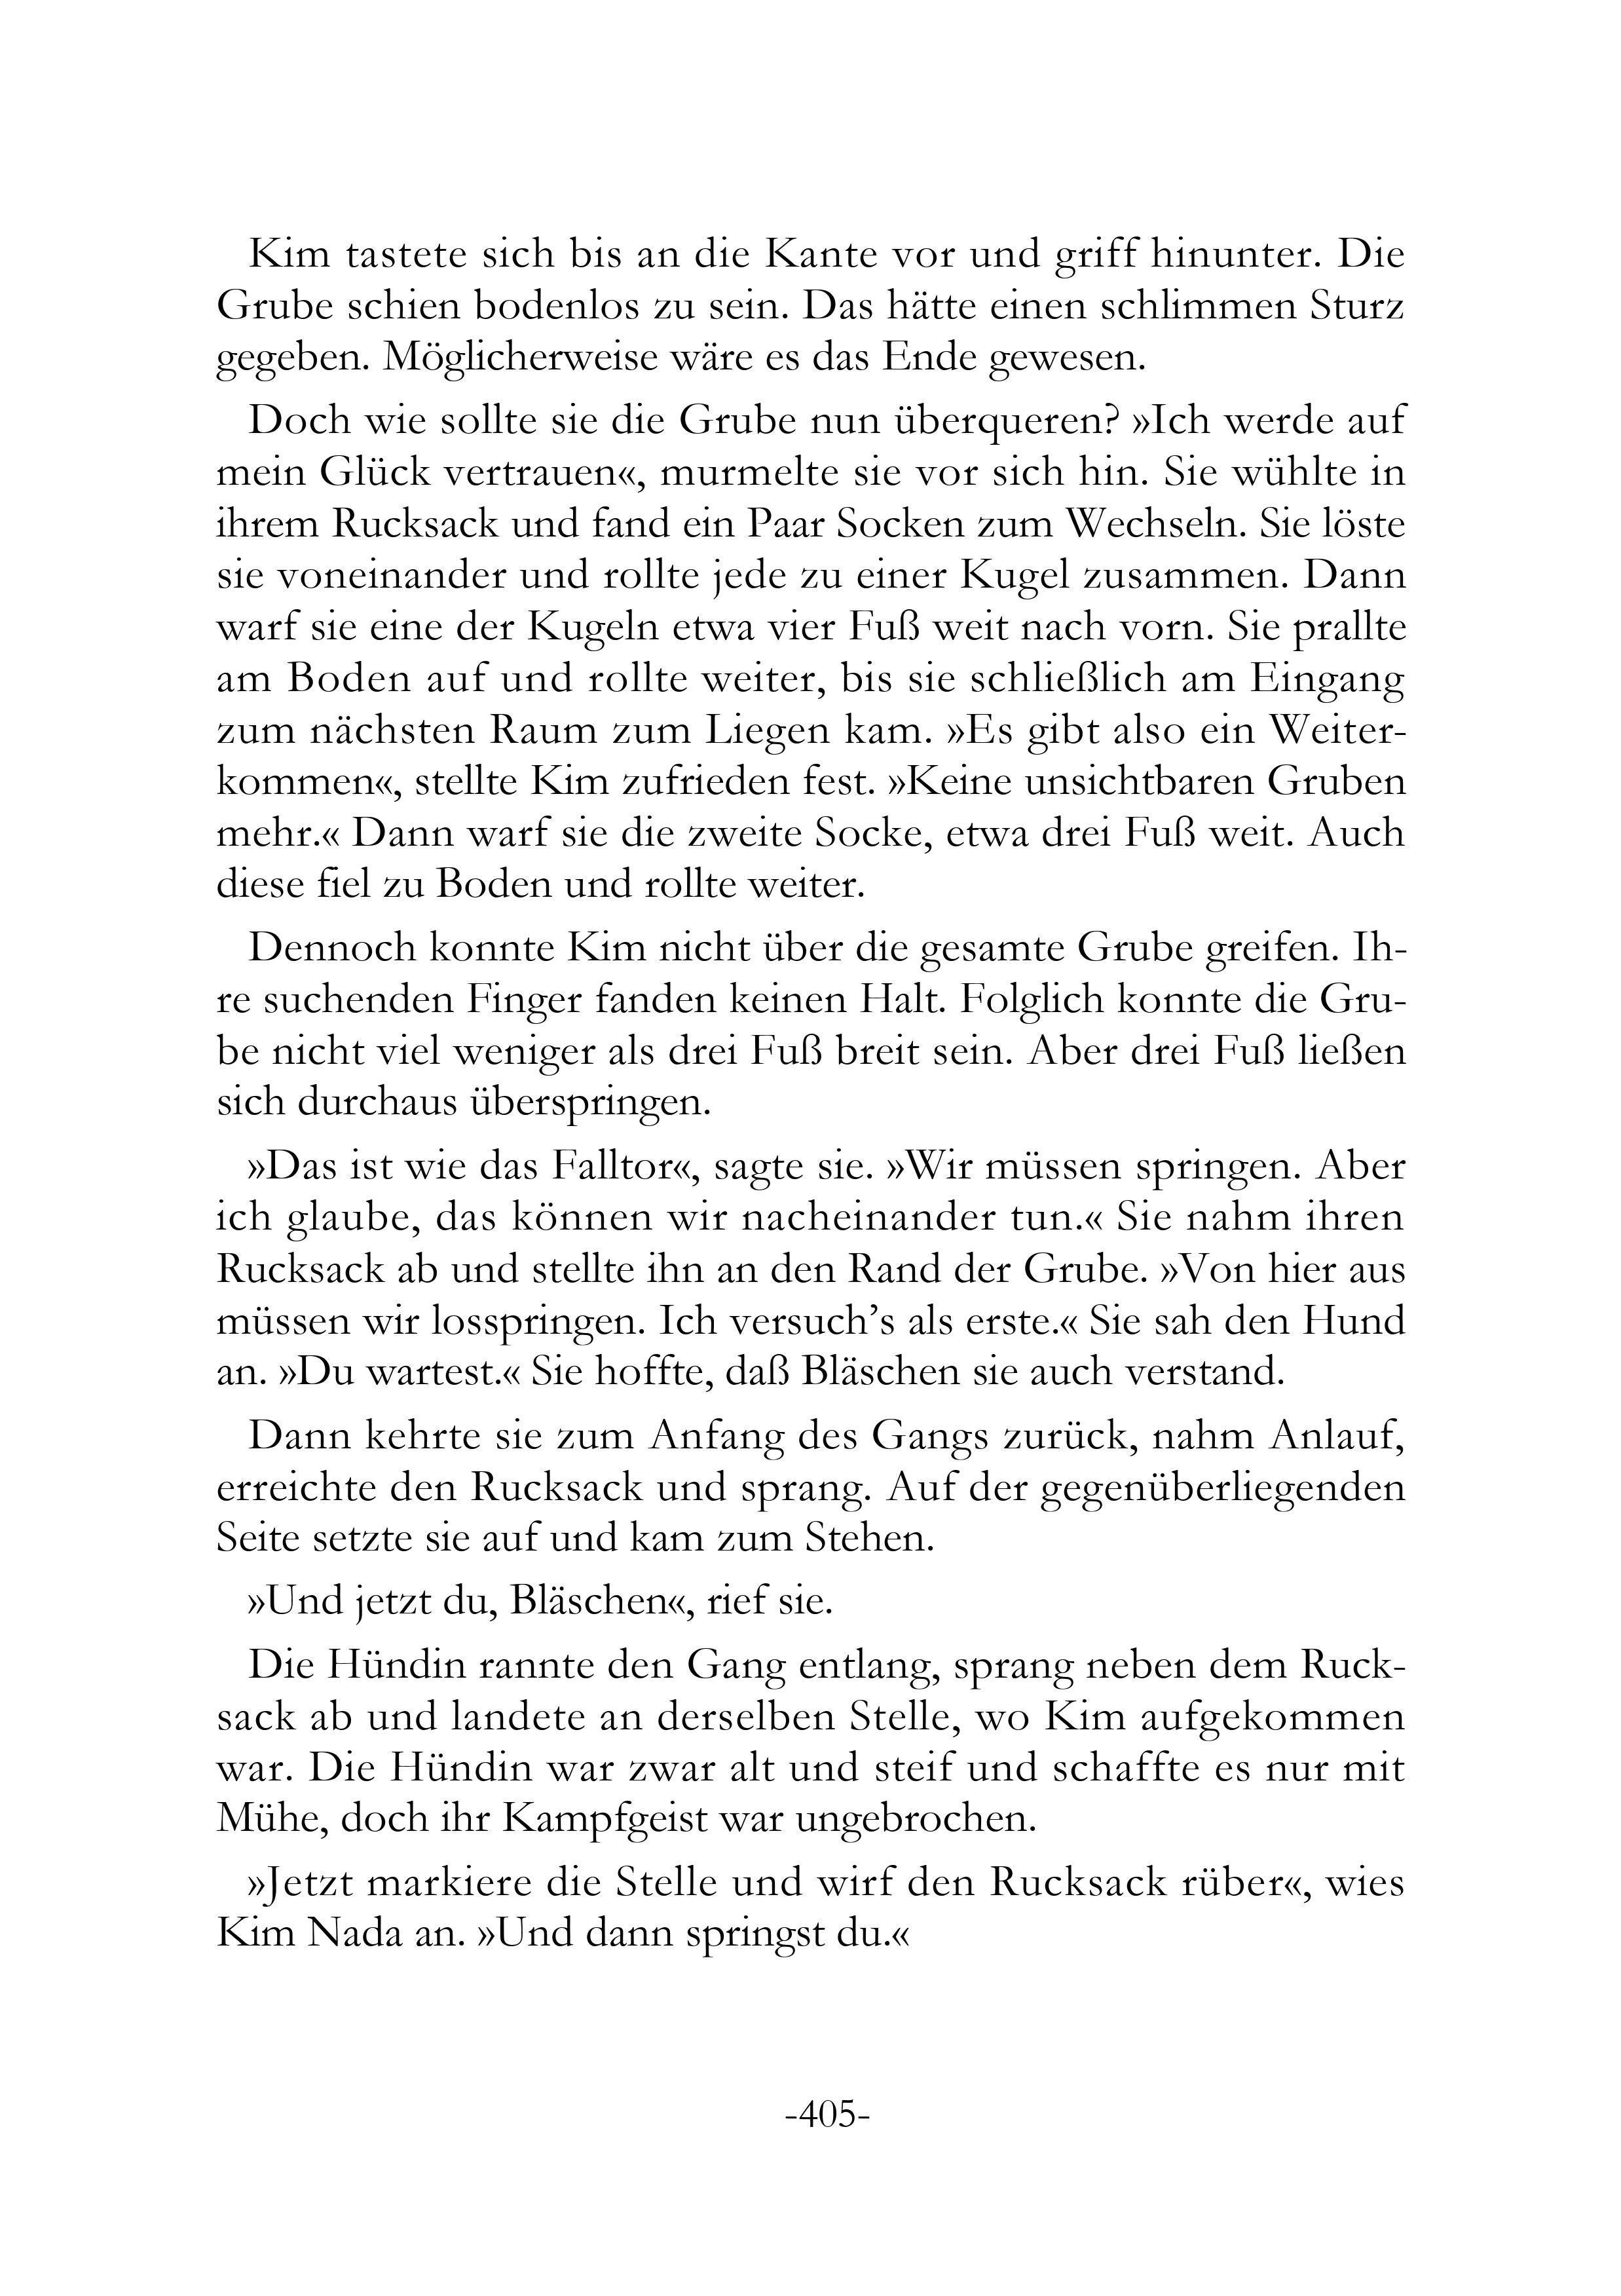 Kim tastete sich bis an die Kante vor und griff hinunter. Die
Grube schien bodenlos zu sein. Das hätte einen schlimmen Sturz
gegeben. Möglicherweise wäre es das Ende gewesen.
Doch wie sollte sie die Grube nun überqueren? »Ich werde auf
mein Glück vertrauen«, murmelte sie vor sich hin. Sie wühlte in
ihrem Rucksack und fand ein Paar Socken zum Wechseln. Sie löste
sie voneinander und rollte jede zu einer Kugel zusammen. Dann
warf sie eine der Kugeln etwa vier Fuß weit nach vorn. Sie prallte
am Boden auf und rollte weiter, bis sie schließlich am Eingang
zum nächsten Raum zum Liegen kam. »Es gibt also ein Weiter-
kommen«, stellte Kim zufrieden fest. »Keine unsichtbaren Gruben
mehr.« Dann warf sie die zweite Socke, etwa drei Fuß weit. Auch
diese fiel zu Boden und rollte weiter.
Dennoch konnte Kim nicht über die gesamte Grube greifen. Ih-
re suchenden Finger fanden keinen Halt. Folglich konnte die Gru-
be nicht viel weniger als drei Fuß breit sein. Aber drei Fuß ließen
sich durchaus überspringen.
»Das ist wie das Falltor«, sagte sie. »Wir müssen springen. Aber
ich glaube, das können wir nacheinander tun.« Sie nahm ihren
Rucksack ab und stellte ihn an den Rand der Grube. »Von hier aus
müssen wir losspringen. Ich versuch’s als erste.« Sie sah den Hund
an. »Du wartest.« Sie hoffte, daß Bläschen sie auch verstand.
Dann kehrte sie zum Anfang des Gangs zurück, nahm Anlauf,
erreichte den Rucksack und sprang. Auf der gegenüberliegenden
Seite setzte sie auf und kam zum Stehen.
»Und jetzt du, Bläschen«, rief sie.
Die Hündin rannte den Gang entlang, sprang neben dem Ruck-
sack ab und landete an derselben Stelle, wo Kim aufgekommen
war. Die Hündin war zwar alt und steif und schaffte es nur mit
Mühe, doch ihr Kampfgeist war ungebrochen.
»Jetzt markiere die Stelle und wirf den Rucksack rüber«, wies
Kim Nada an. »Und dann springst du.«
-405-